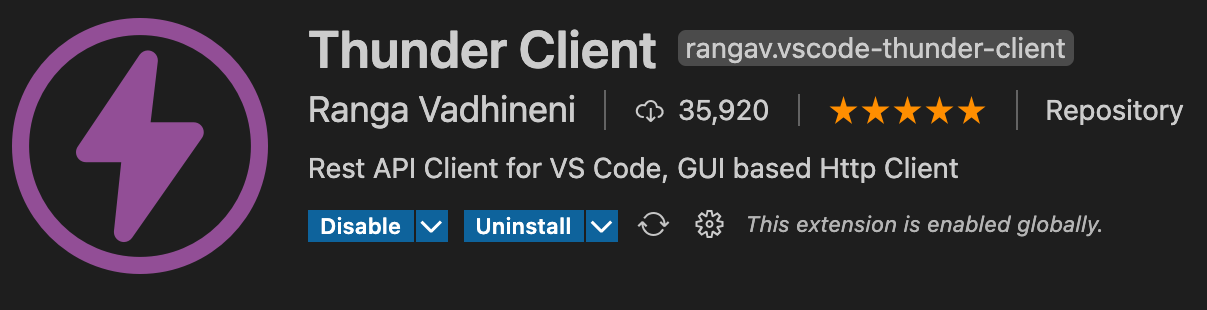 Thunder Client rangav.vscode-thunder-client
Ranga Vadhineni 35,920 Repository
Rest API Client for VS Code, GUI based Http Client
Disable Uninstall This extension is enabled globally.